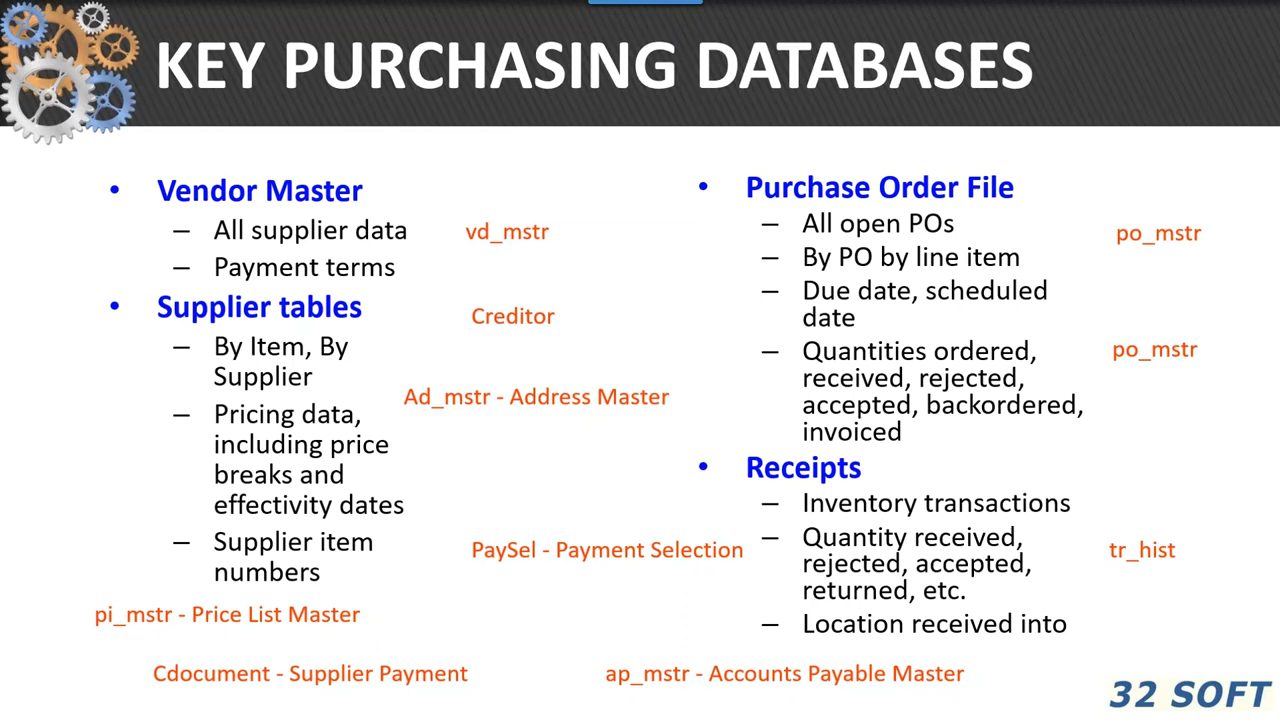 KEY PURCHASING DATABASES
• Vendor Master
– All supplier data
vd_mstr
– Payment terms
• Supplier tables
Creditor
– By Item, By
Supplier
Ad_mstr - Address Master
– Pricing data,
including price
breaks and
effectivity dates
– Supplier item
numbers
PaySel - Payment Selection
pi_mstr - Price List Master
• Purchase Order File
– All open POs
po_mstr
– By PO by line item
– Due date, scheduled
date
– Quantities ordered,
received, rejected,
accepted, backordered,
invoiced
po_mstr
• Receipts
– Inventory transactions
– Quantity received,
rejected, accepted,
returned, etc.
tr_hist
– Location received into
Cdocument - Supplier Payment
ap_mstr - Accounts Payable Master
32 SOFT